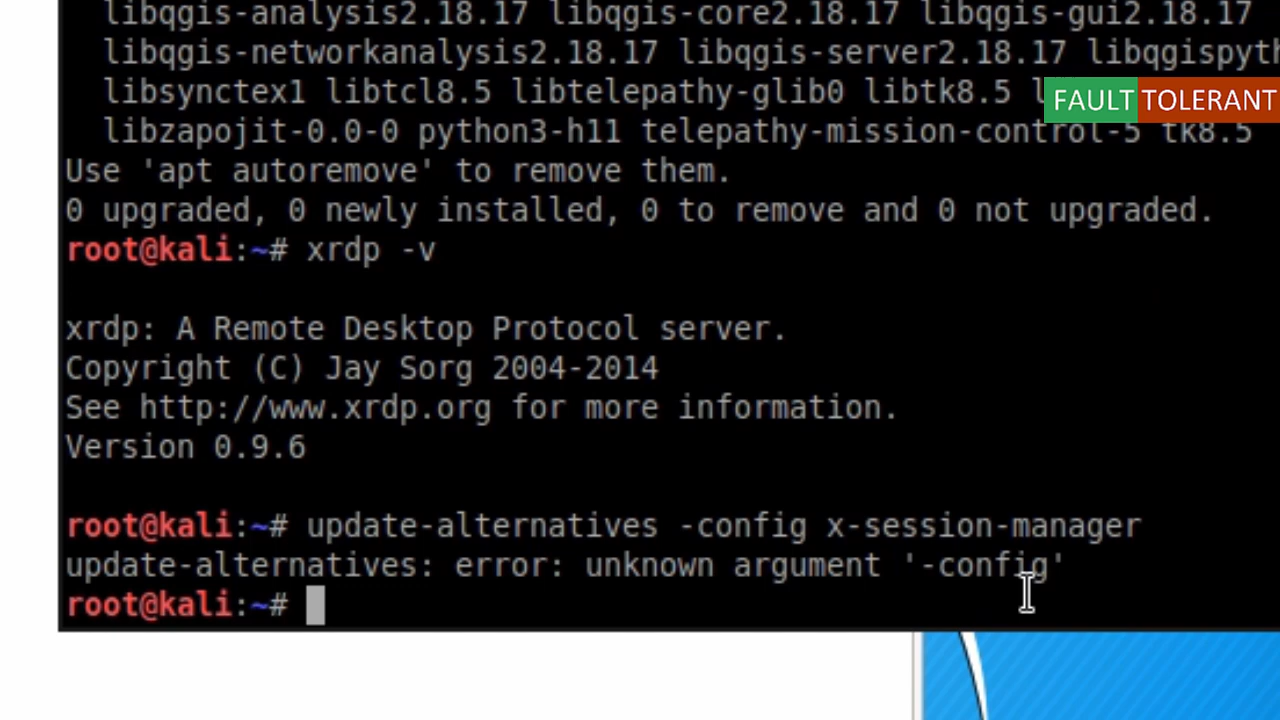 libqgis-analysis2.18.17 libqgis-core2.18.17 libqgis-gui2.18.17
libqgis-networkanalysis2.18.17 libqgis-server2.18.17 libqgispyth
libsynctex1 libtcl8.5 libtelepathy-glib0 libtk8.5
FAULT TOLERANT
libzapojit-0.0-0 python3-h11 telepathy-mission-control-5 tk8.5
Use 'apt autoremove' to remove them.
0 upgraded, 0 newly installed, 0 to remove and 0 not upgraded.
root@kali:~# xrdp -v
xrdp: A Remote Desktop Protocol server.
Copyright (C) Jay Sorg 2004-2014
See http://www.xrdp.org for more information.
Version 0.9.6
root@kali:~# update-alternatives -config x-session-manager
update-alternatives: error: unknown argument '-config'
root@kali:~#